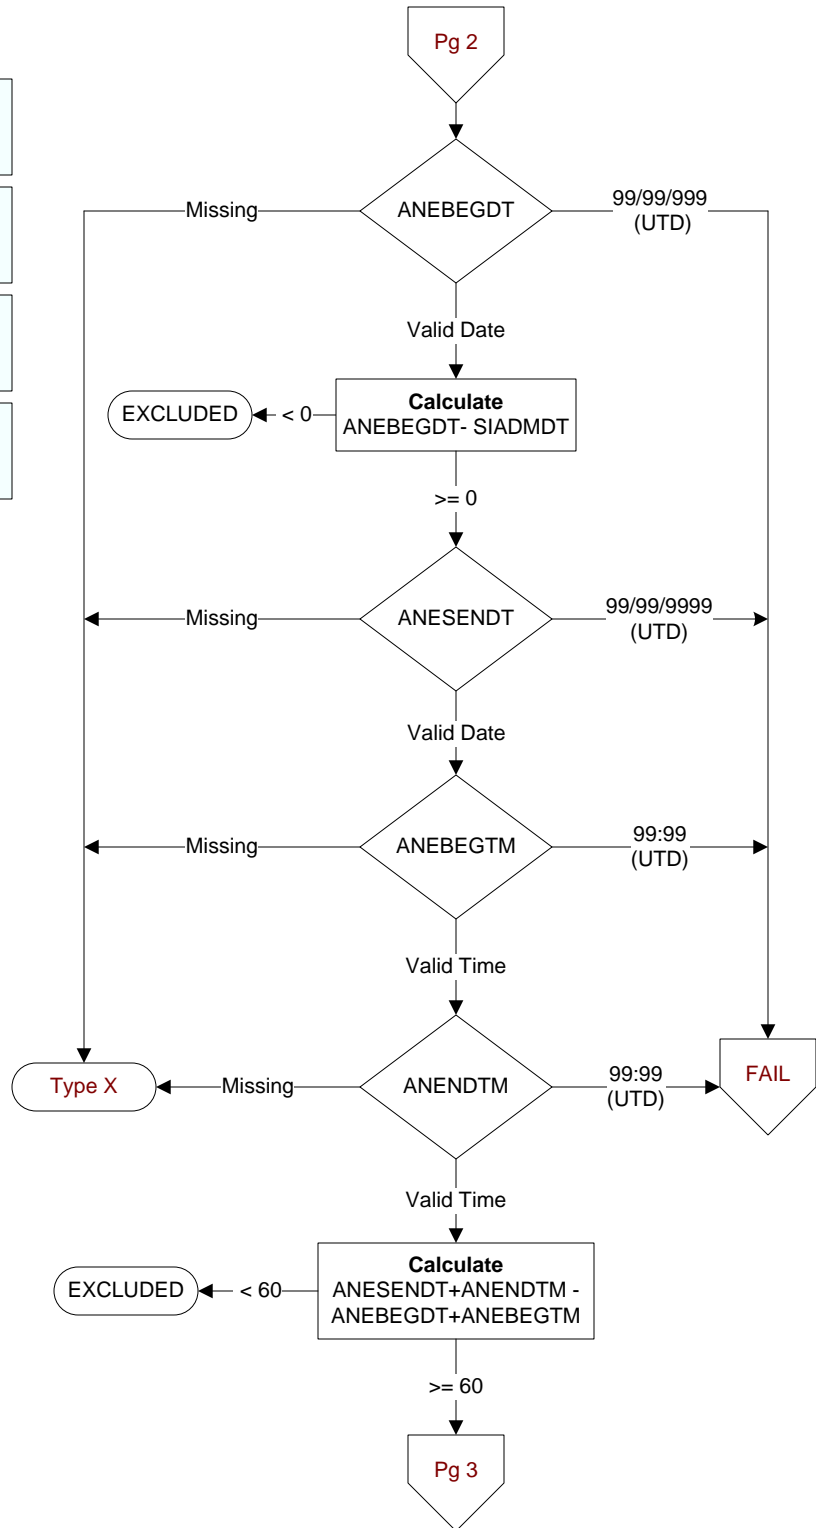 Pg 2
ANEBEGDT
Missing
99/99/999
(UTD)
Valid Date
Calculate
ANEBEGDT- SIADMDT
< 0
EXCLUDED
>= 0
ANESENDT
Missing
99/99/9999
(UTD)
Valid Date
ANEBEGTM
Missing
99:99
(UTD)
Valid Time
ANENDTM
Missing
Type X
99:99
(UTD)
FAIL
Valid Time
Calculate
ANESENDT+ANENDTM -
ANEBEGDT+ANEBEGTM
< 60
EXCLUDED
>= 60
Pg 3